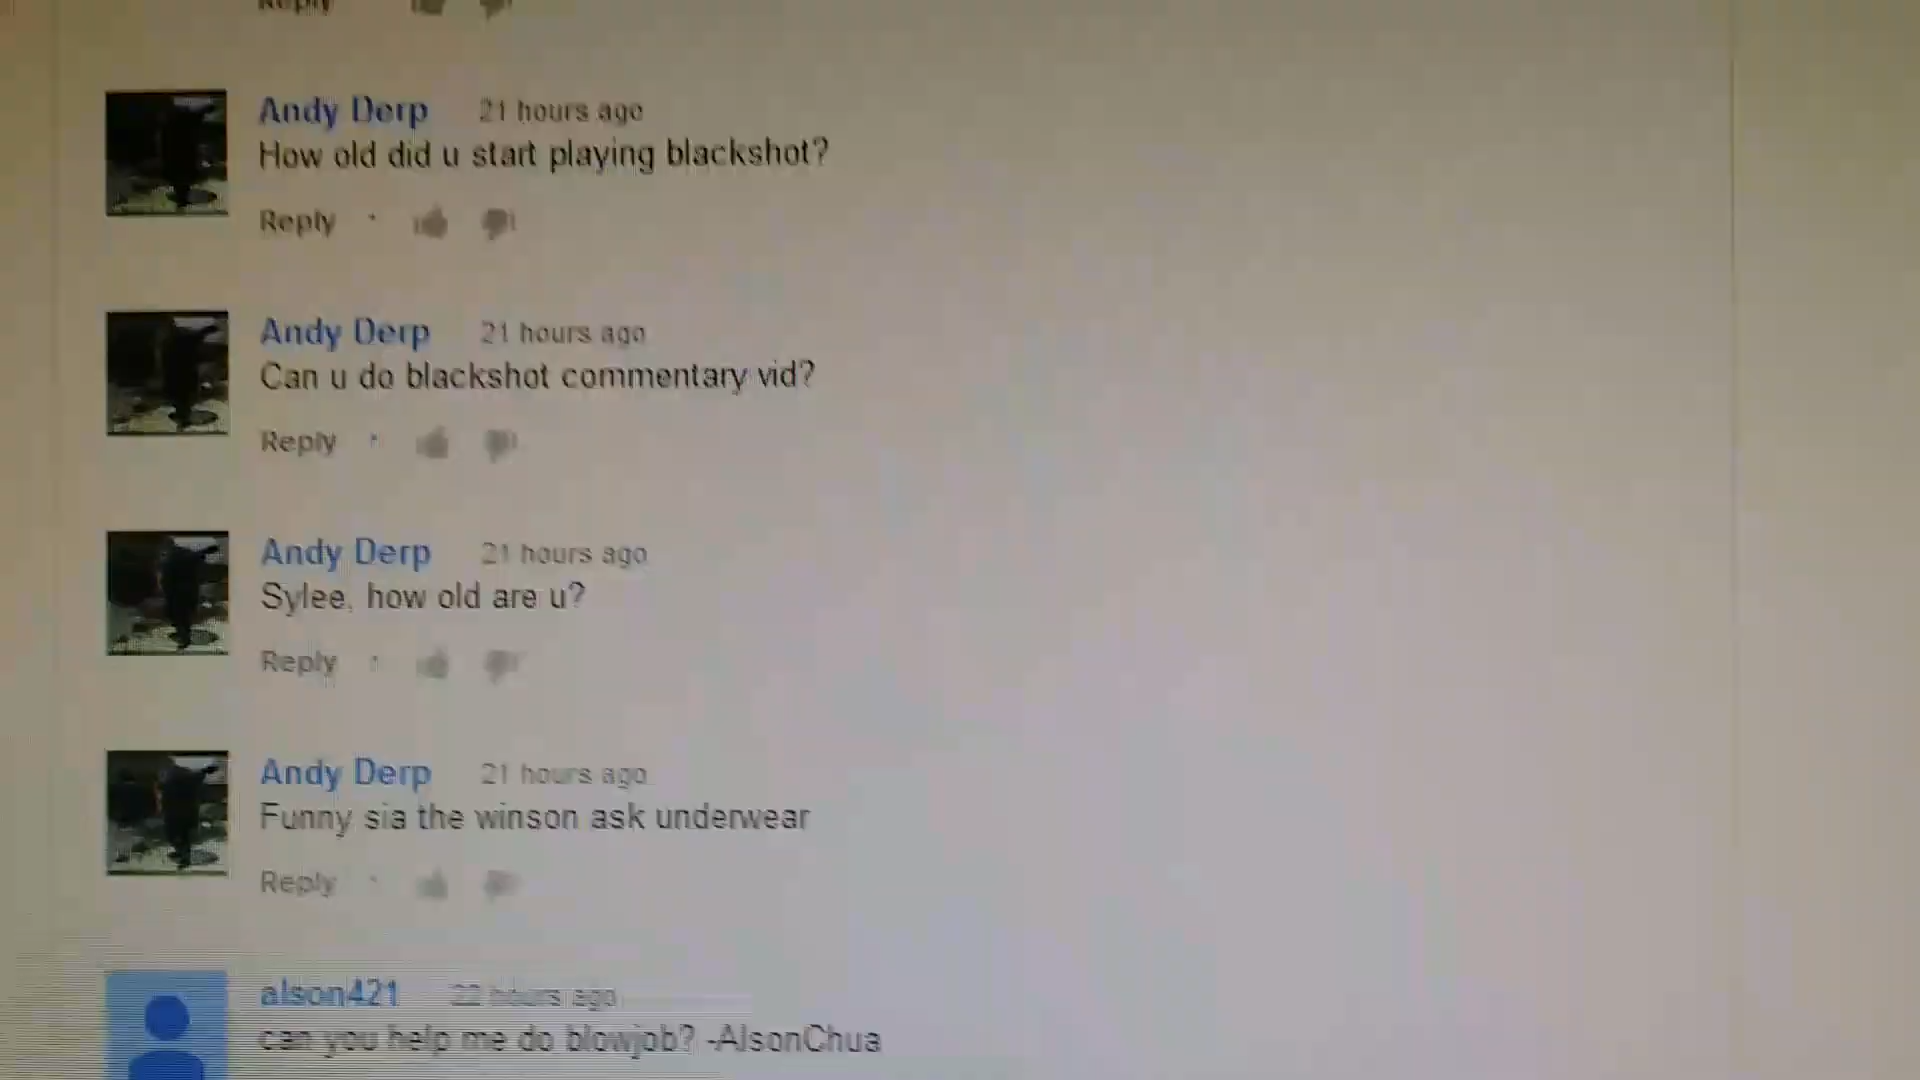 Reply
Andy Derp 21 hours ago
How old did u start playing blackshot?
Reply
Andy Derp 21 hours ago
Can u do blackshot commentary vid?
Reply
Andy Derp 21 hours ago
Sylee, how old are u?
Reply
Andy Derp 21 hours ago
Funny sia the winson ask underwear
Reply
alson421 22 hours ago
can you help me do blowjob? -AlsonChua